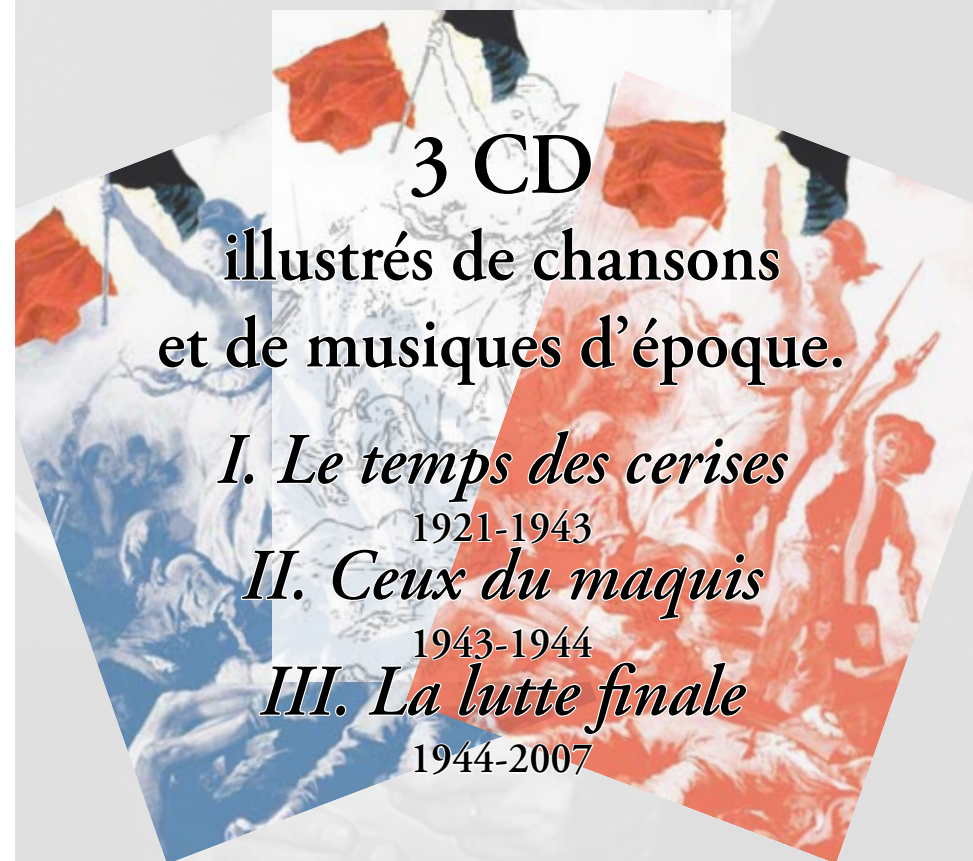 3 CD
illustrés de chansons
et de musiques d’époque.
I. Le temps des cerises
1921-1943
II. Ceux du maquis
1943-1944
III. La lutte finale
1944-2007